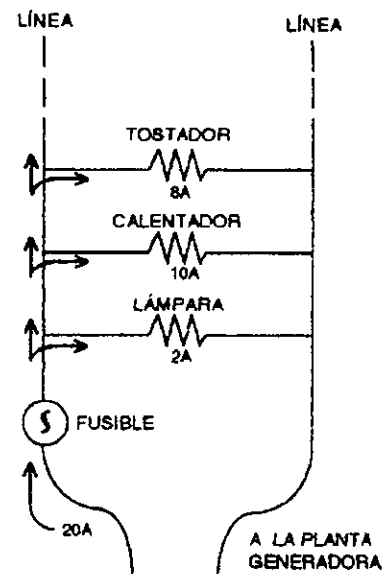 LÍNEA
LÍNEA
TOSTADOR
8A
CALENTADOR
10A
LÁMPARA
2A
FUSIBLE
20A
A LA PLANTA
GENERADORA